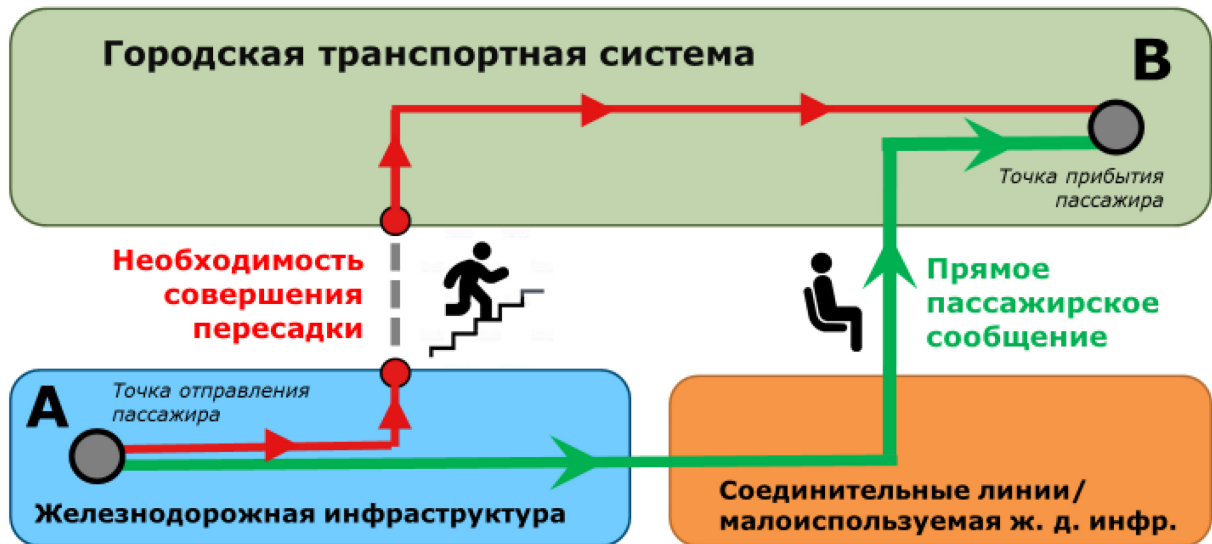 Городская транспортная система
B
Точка прибытия
пассажира
Необходимость
совершения
пересадки
Прямое
пассажирское
сообщение
A
Точка отправления
пассажира
Железнодорожная инфраструктура
Соединительные линии/
малоиспользуемая ж. д. инфр.